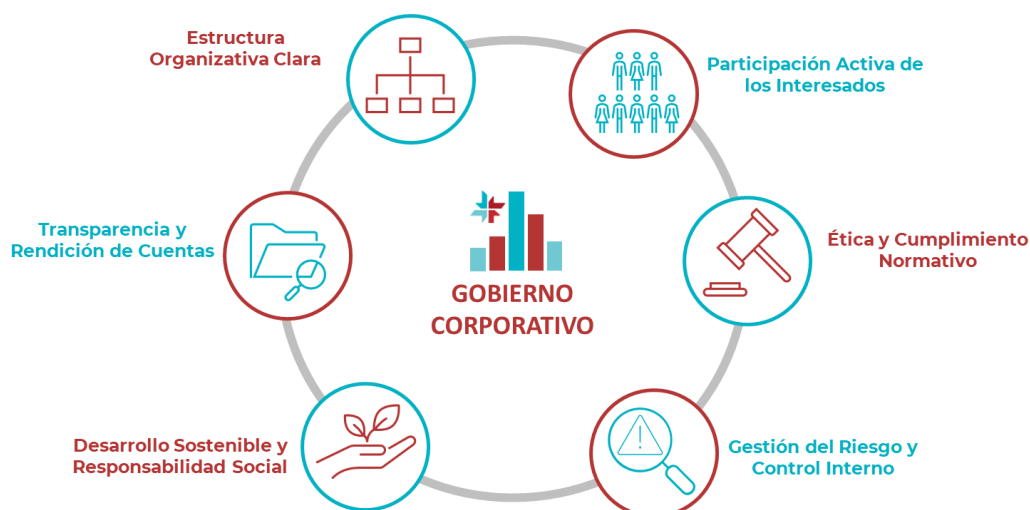 Estructura
Organizativa Clara
Participación Activa de
los Interesados
Transparencia y
Rendición de Cuentas
GOBIERNO
CORPORATIVO
Ética y Cumplimiento
Normativo
Desarrollo Sostenible y
Responsabilidad Social
Gestión del Riesgo y
Control Interno